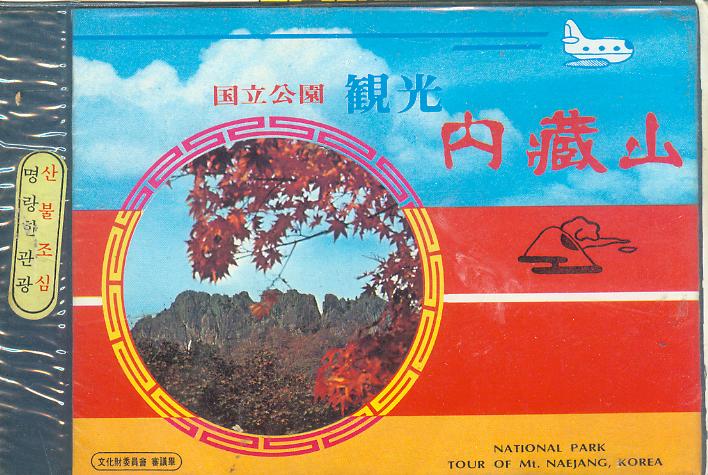 国立公園 観光
内藏山
산불조심
명랑한 관광
文化財委員會 審議畢
NATIONAL PARK
TOUR OF Mt. NAEJANG, KOREA